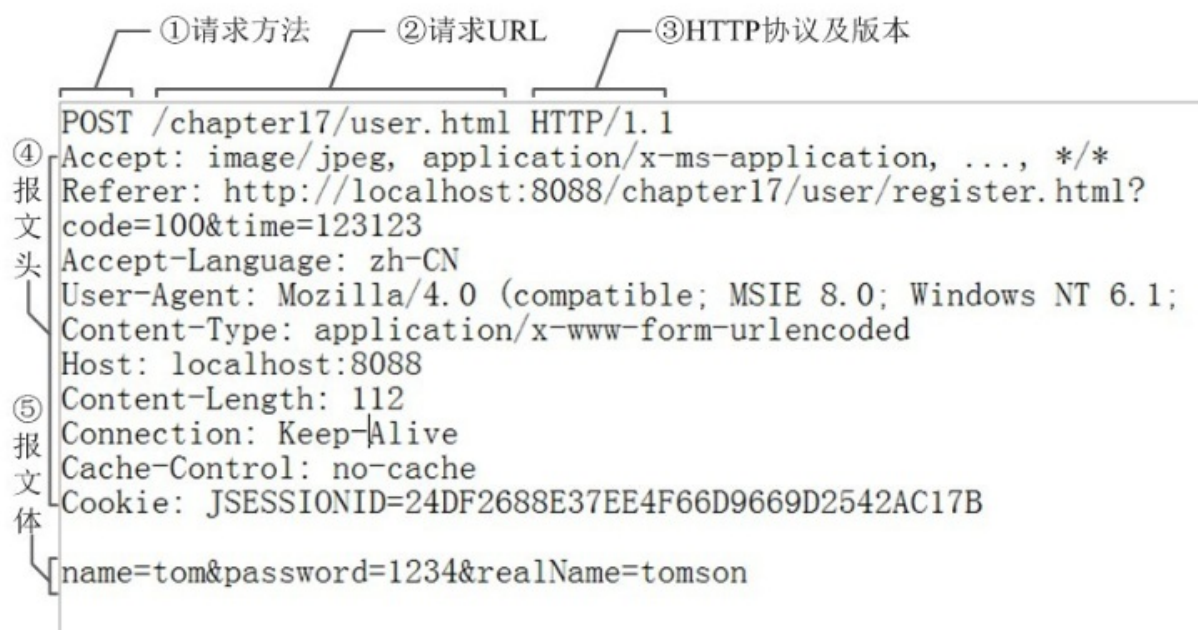 ①请求方法 ②请求URL ③HTTP协议及版本
POST /chapter17/user.html HTTP/1.1
④报文头
Accept: image/jpeg, application/x-ms-application, ..., */*
Referer: http://localhost:8088/chapter17/user/register.html?
code=100&time=123123
Accept-Language: zh-CN
User-Agent: Mozilla/4.0 (compatible; MSIE 8.0; Windows NT 6.1;
Content-Type: application/x-www-form-urlencoded
Host: localhost:8088
Content-Length: 112
Connection: Keep-Alive
Cache-Control: no-cache
Cookie: JSESSIONID=24DF2688E37EE4F66D9669D2542AC17B
⑤报文体
name=tom&password=1234&realName=tomson